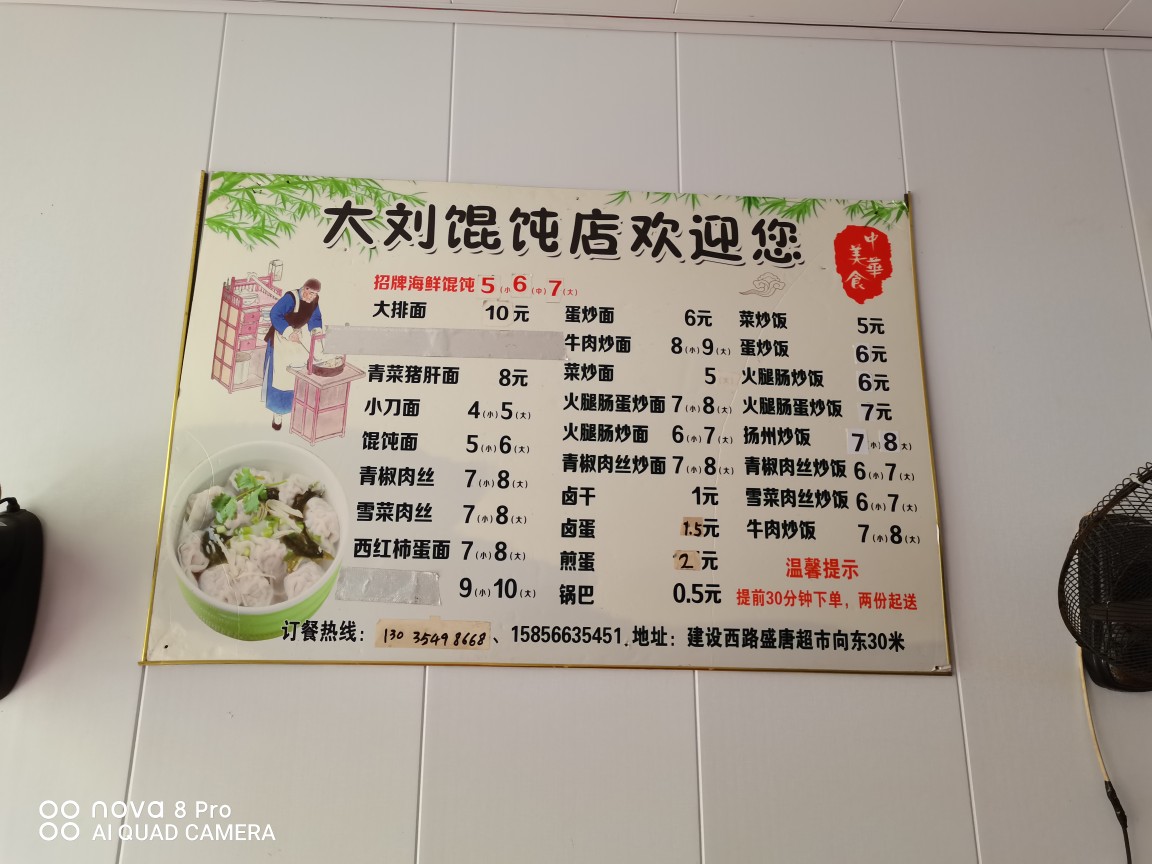 大刘馄饨店欢迎您
中華美食
招牌海鲜馄饨 5(小) 6(中) 7(大)
大排面 10元
青菜猪肝面 8元
小刀面 4(小) 5(大)
馄饨面 5(小) 6(大)
青椒肉丝 7(小) 8(大)
雪菜肉丝 7(小) 8(大)
西红柿蛋面 7(小) 8(大)
9(小) 10(大)
蛋炒面 6元
牛肉炒面 8(小) 9(大)
菜炒面 5
火腿肠蛋炒面 7(小) 8(大)
火腿肠炒面 6(小) 7(大)
青椒肉丝炒面 7(小) 8(大)
卤干 1元
卤蛋 1.5元
煎蛋 2元
锅巴 0.5元
菜炒饭 5元
蛋炒饭 6元
火腿肠炒饭 6元
火腿肠蛋炒饭 7元
扬州炒饭 7(小) 8(大)
青椒肉丝炒饭 6(小) 7(大)
雪菜肉丝炒饭 6(小) 7(大)
牛肉炒饭 7(小) 8(大)
温馨提示
提前30分钟下单，两份起送
订餐热线：130 3549 8668、15856635451 地址：建设西路盛唐超市向东30米
nova 8 Pro
AI QUAD CAMERA